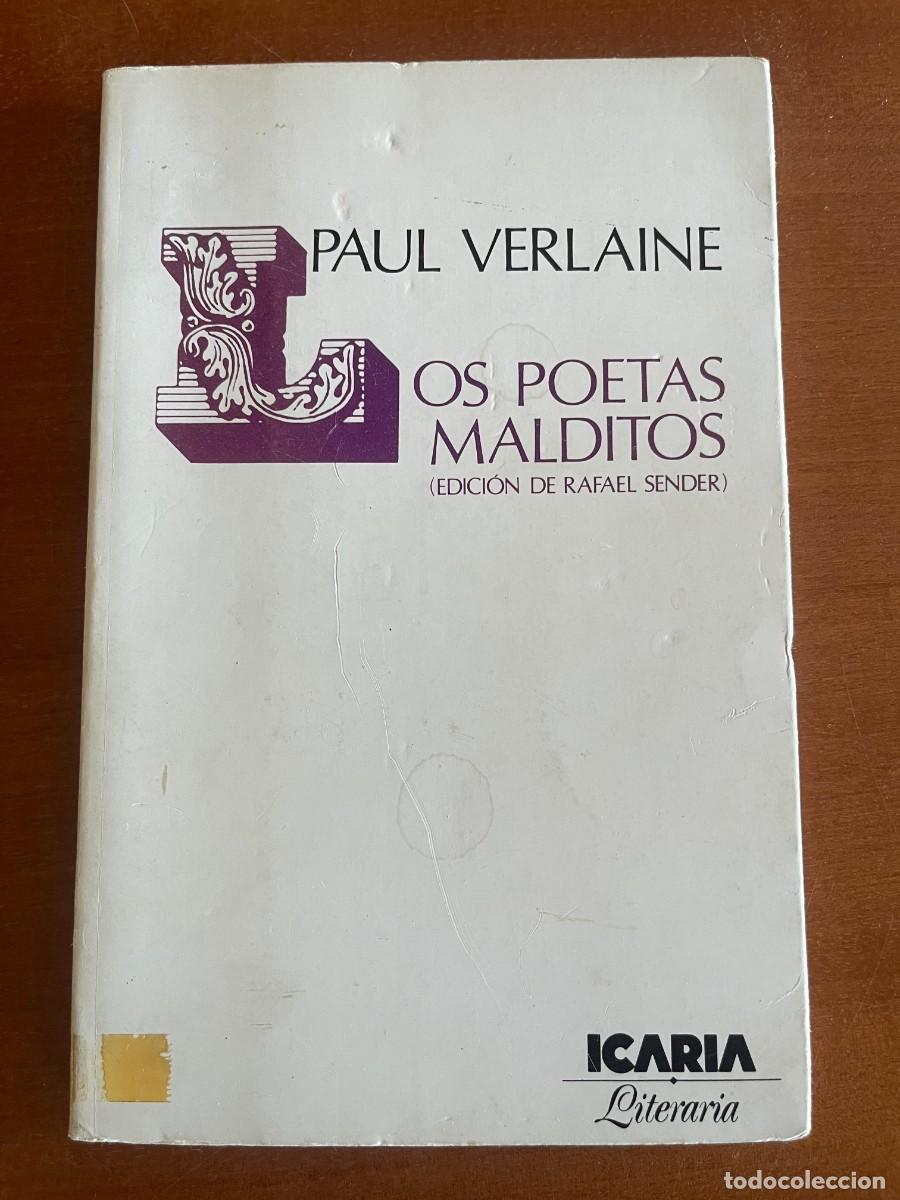 PAUL VERLAINE
LOS POETAS
MALDITOS
(EDICIÓN DE RAFAEL SENDER)
ICARIA
Literaria
todocoleccion